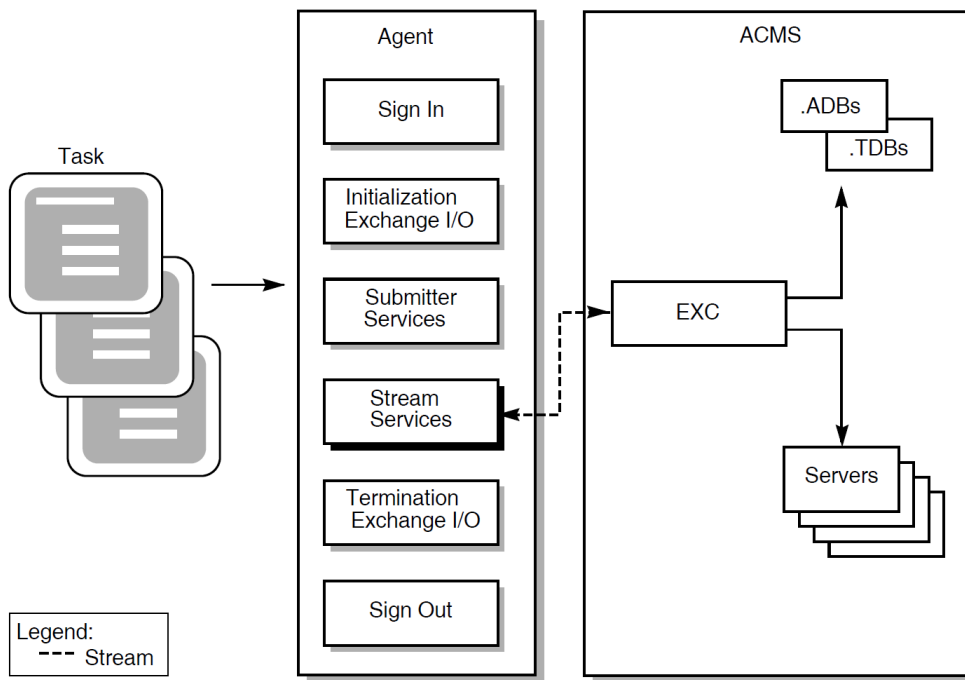 Task
Agent
Sign In
Initialization
Exchange I/O
Submitter
Services
Stream
Services
Termination
Exchange I/O
Sign Out
ACMS
.ADBs
.TDBs
EXC
Servers
Legend:
Stream